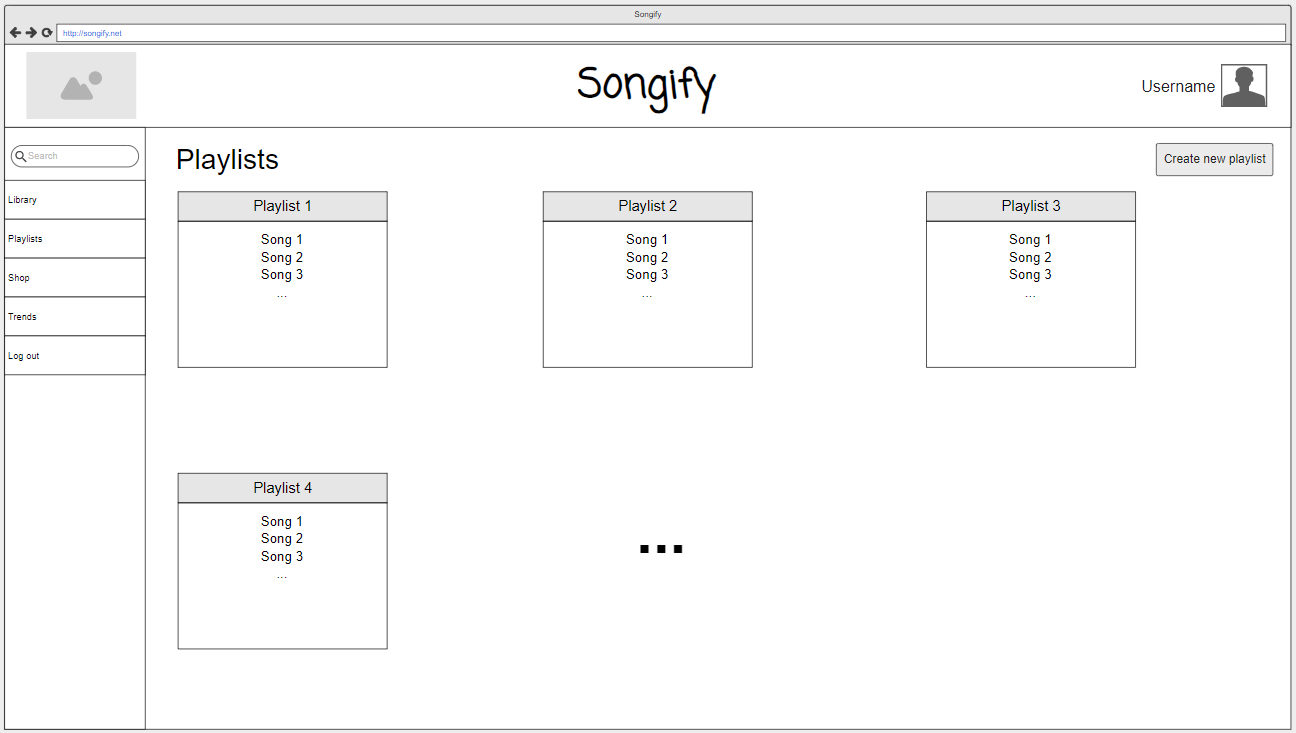 Songify
http://songify.net
Songify
Username
Search
Library
Playlists
Shop
Trends
Log out
Playlists
Create new playlist
Playlist 1
Song 1
Song 2
Song 3
...
Playlist 2
Song 1
Song 2
Song 3
...
Playlist 3
Song 1
Song 2
Song 3
...
Playlist 4
Song 1
Song 2
Song 3
...
...